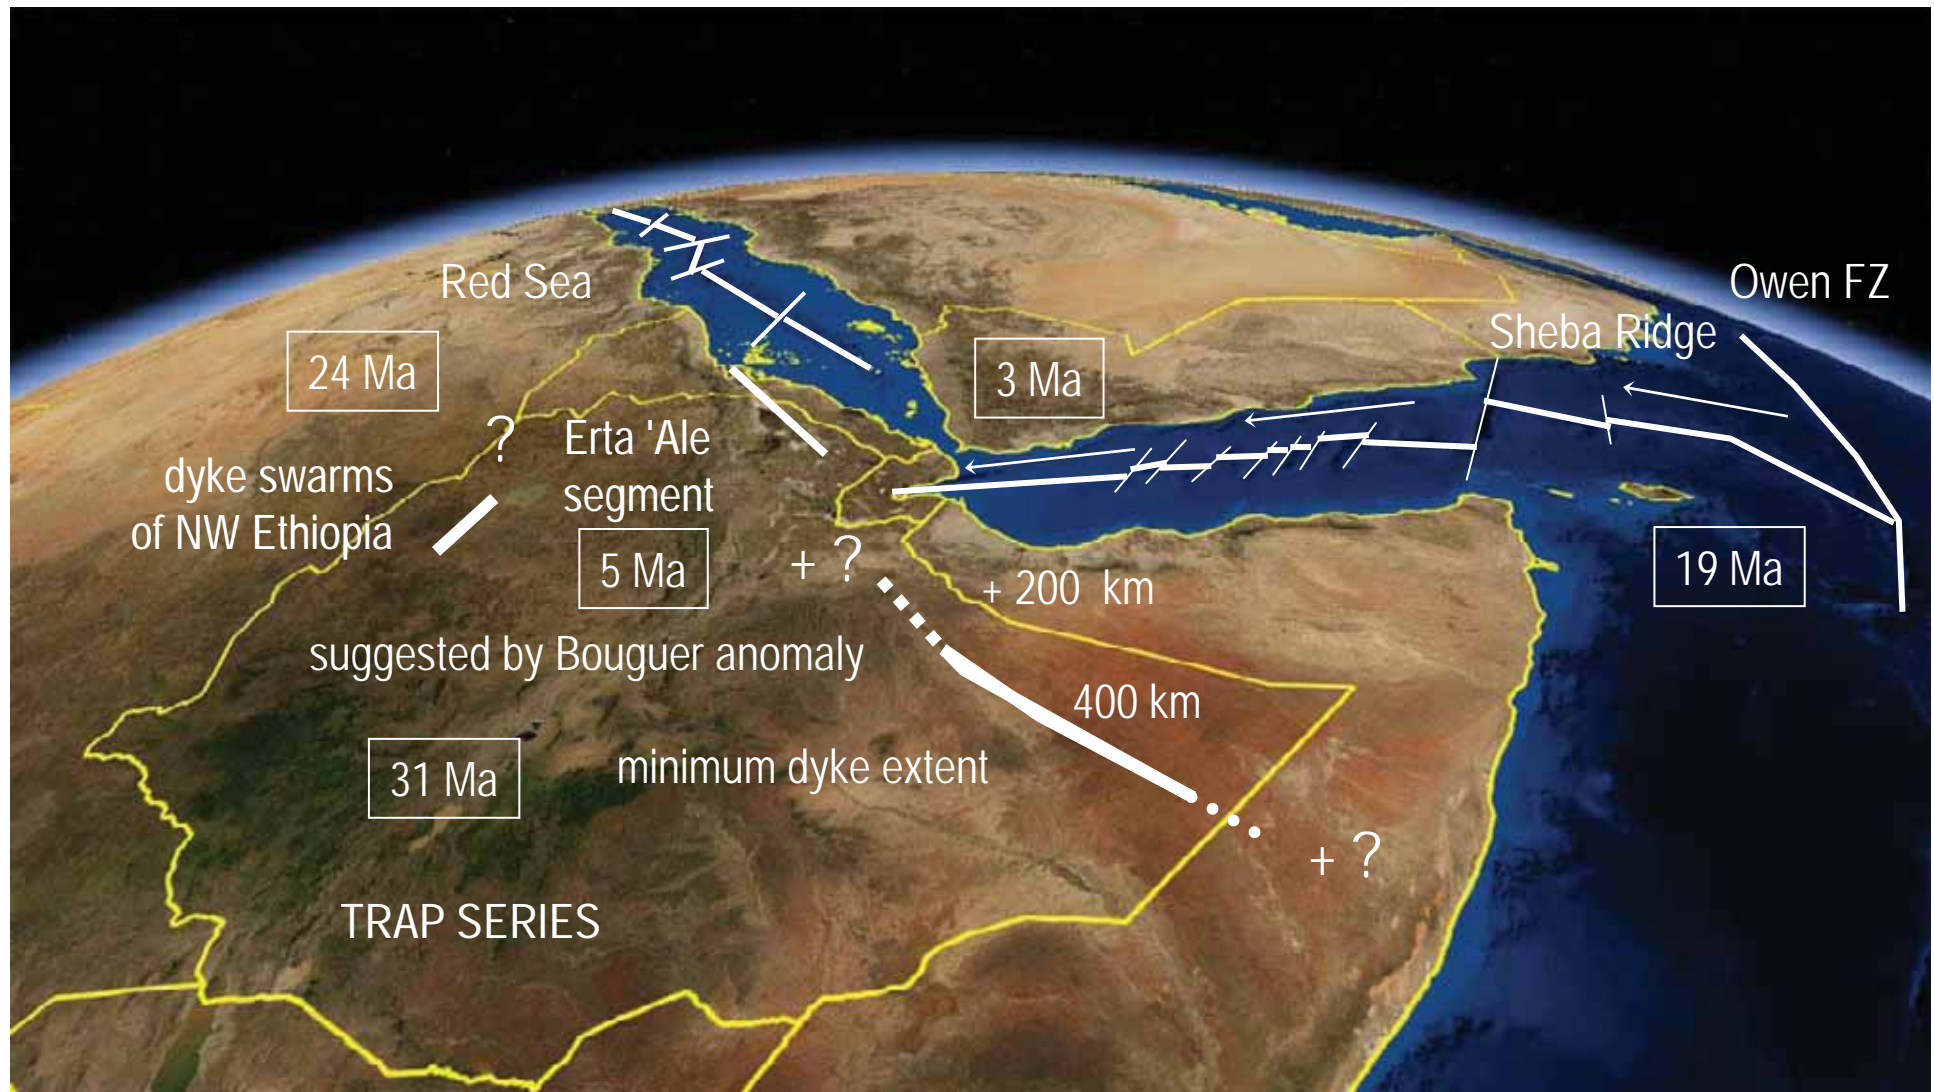 Owen FZ
Red Sea
Sheba Ridge
24 Ma
3 Ma
?
Erta 'Ale
segment
dyke swarms
of NW Ethiopia
5 Ma
+ ?
19 Ma
+ 200 km
suggested by Bouguer anomaly
400 km
31 Ma
minimum dyke extent
+ ?
TRAP SERIES